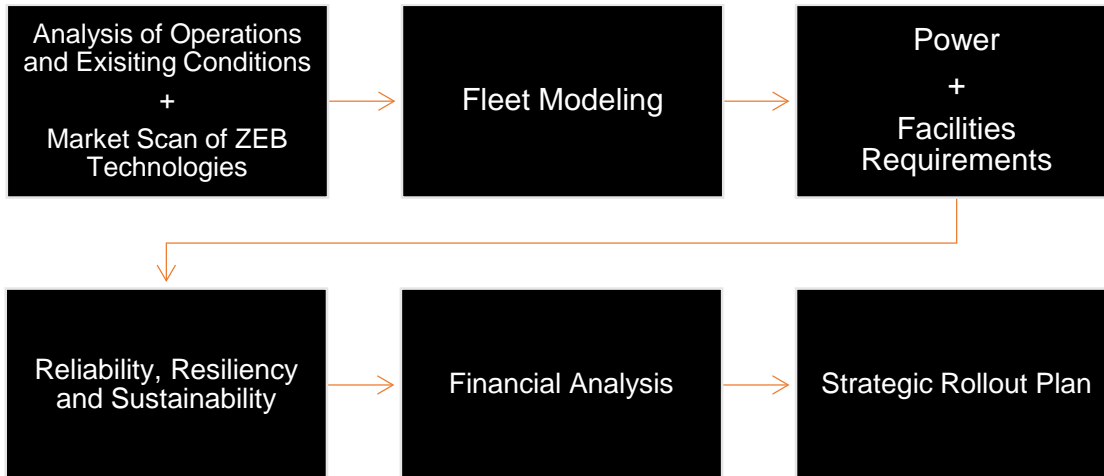 Analysis of Operations
and Exisiting Conditions
+
Market Scan of ZEB
Technologies
Fleet Modeling
Power
+
Facilities
Requirements
Reliability, Resiliency
and Sustainability
Financial Analysis
Strategic Rollout Plan